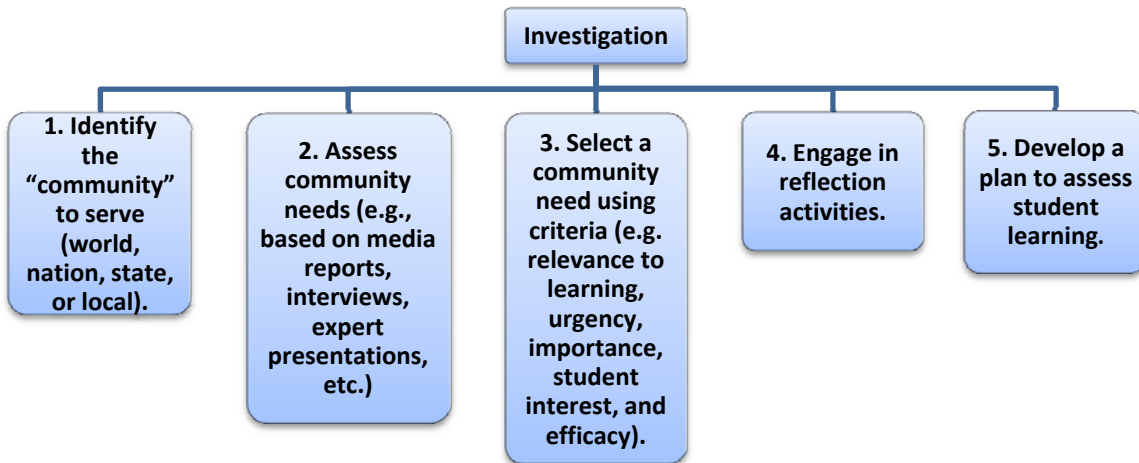 Investigation
1. Identify
the
“community”
to serve
(world,
nation, state,
or local).
2. Assess
community
needs (e.g.,
based on media
reports,
interviews,
expert
presentations,
etc.)
3. Select a
community
need using
criteria (e.g.
relevance to
learning,
urgency,
importance,
student
interest, and
efficacy).
4. Engage in
reflection
activities.
5. Develop a
plan to assess
student
learning.